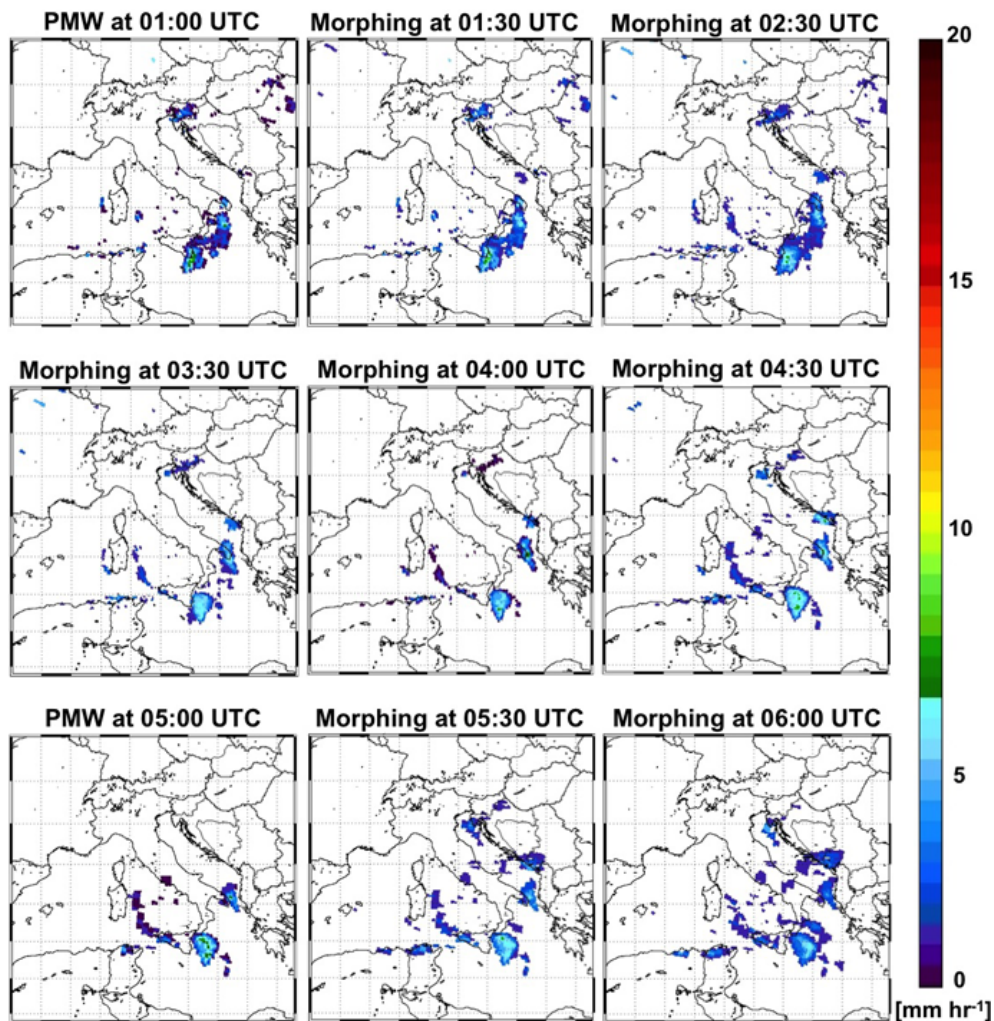 PMW at 01:00 UTC
Morphing at 01:30 UTC
Morphing at 02:30 UTC
20
15
10
5
0
[mm hr⁻¹]
Morphing at 03:30 UTC
Morphing at 04:00 UTC
Morphing at 04:30 UTC
PMW at 05:00 UTC
Morphing at 05:30 UTC
Morphing at 06:00 UTC